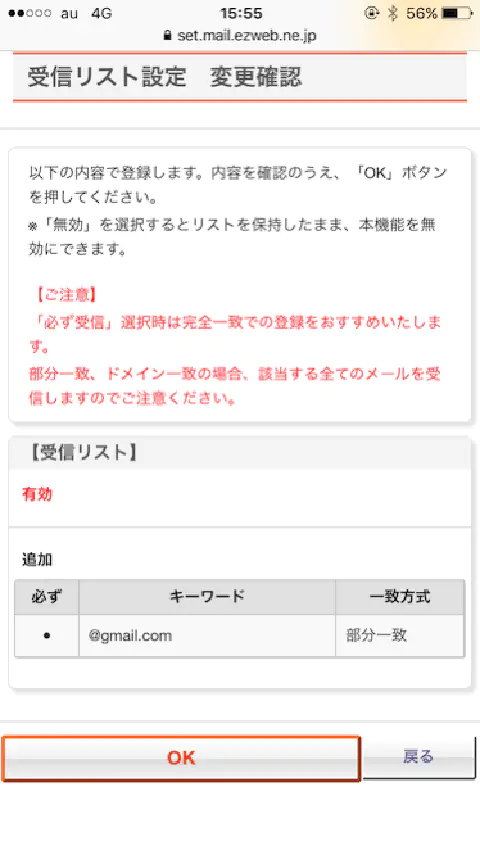 au 4G 15:55 56%
set.mail.ezweb.ne.jp
受信リスト設定 変更確認
以下の内容で登録します。内容を確認のうえ、「OK」ボタン
を押してください。
※「無効」を選択するとリストを保持したまま、本機能を無
効にできます。
【ご注意】
「必ず受信」選択時は完全一致での登録をおすすめいたしま
す。
部分一致、ドメイン一致の場合、該当する全てのメールを受
信しますのでご注意ください。
【受信リスト】
有効
追加
必ず キーワード 一致方式
• @gmail.com 部分一致
OK 戻る